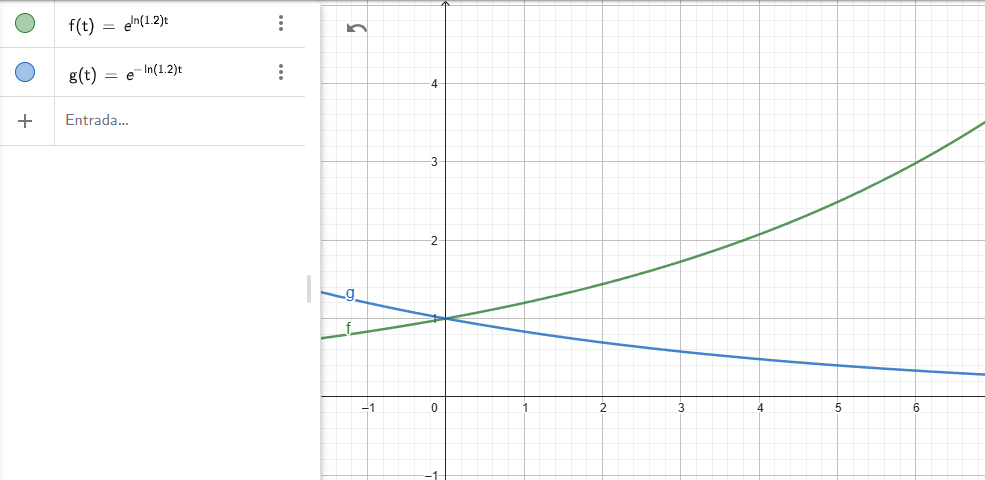 f(t) = e^ln(1.2)t
g(t) = e^− ln(1.2)t
+ Entrada...
4
3
2
g
1
f
−1 0 1 2 3 4 5 6
−1